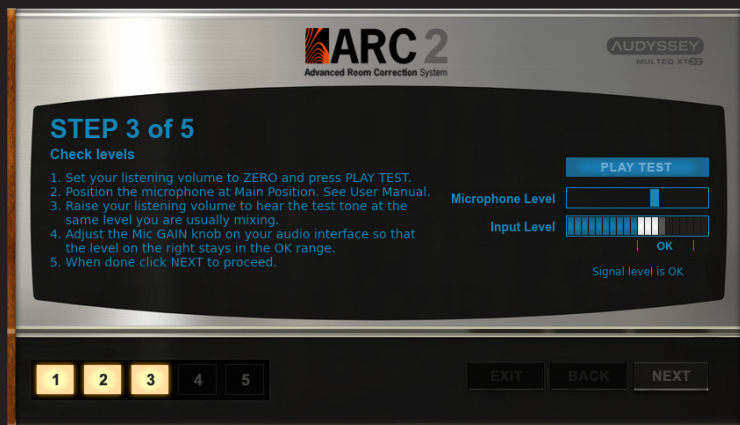 ARC 2
Advanced Room Correction System
AUDYSSEY
MULTEQ XT32
STEP 3 of 5
Check levels
1. Set your listening volume to ZERO and press PLAY TEST.
2. Position the microphone at Main Position. See User Manual.
3. Raise your listening volume to hear the test tone at the
same level you are usually mixing.
4. Adjust the Mic GAIN knob on your audio interface so that
the level on the right stays in the OK range.
5. When done click NEXT to proceed.
PLAY TEST
Microphone Level
Input Level
OK
Signal level is OK
1 2 3 4 5
EXIT BACK NEXT